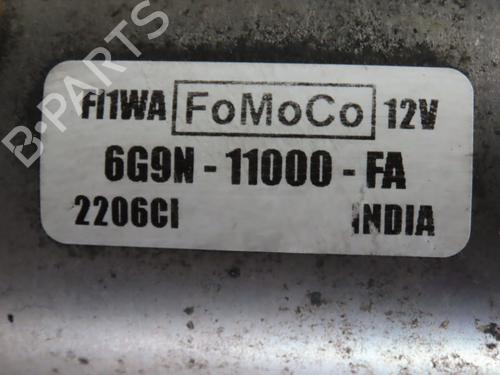 B-PARTS
FI1WA FoMoCo 12V
6G9N - 11000 - FA
2206CI INDIA